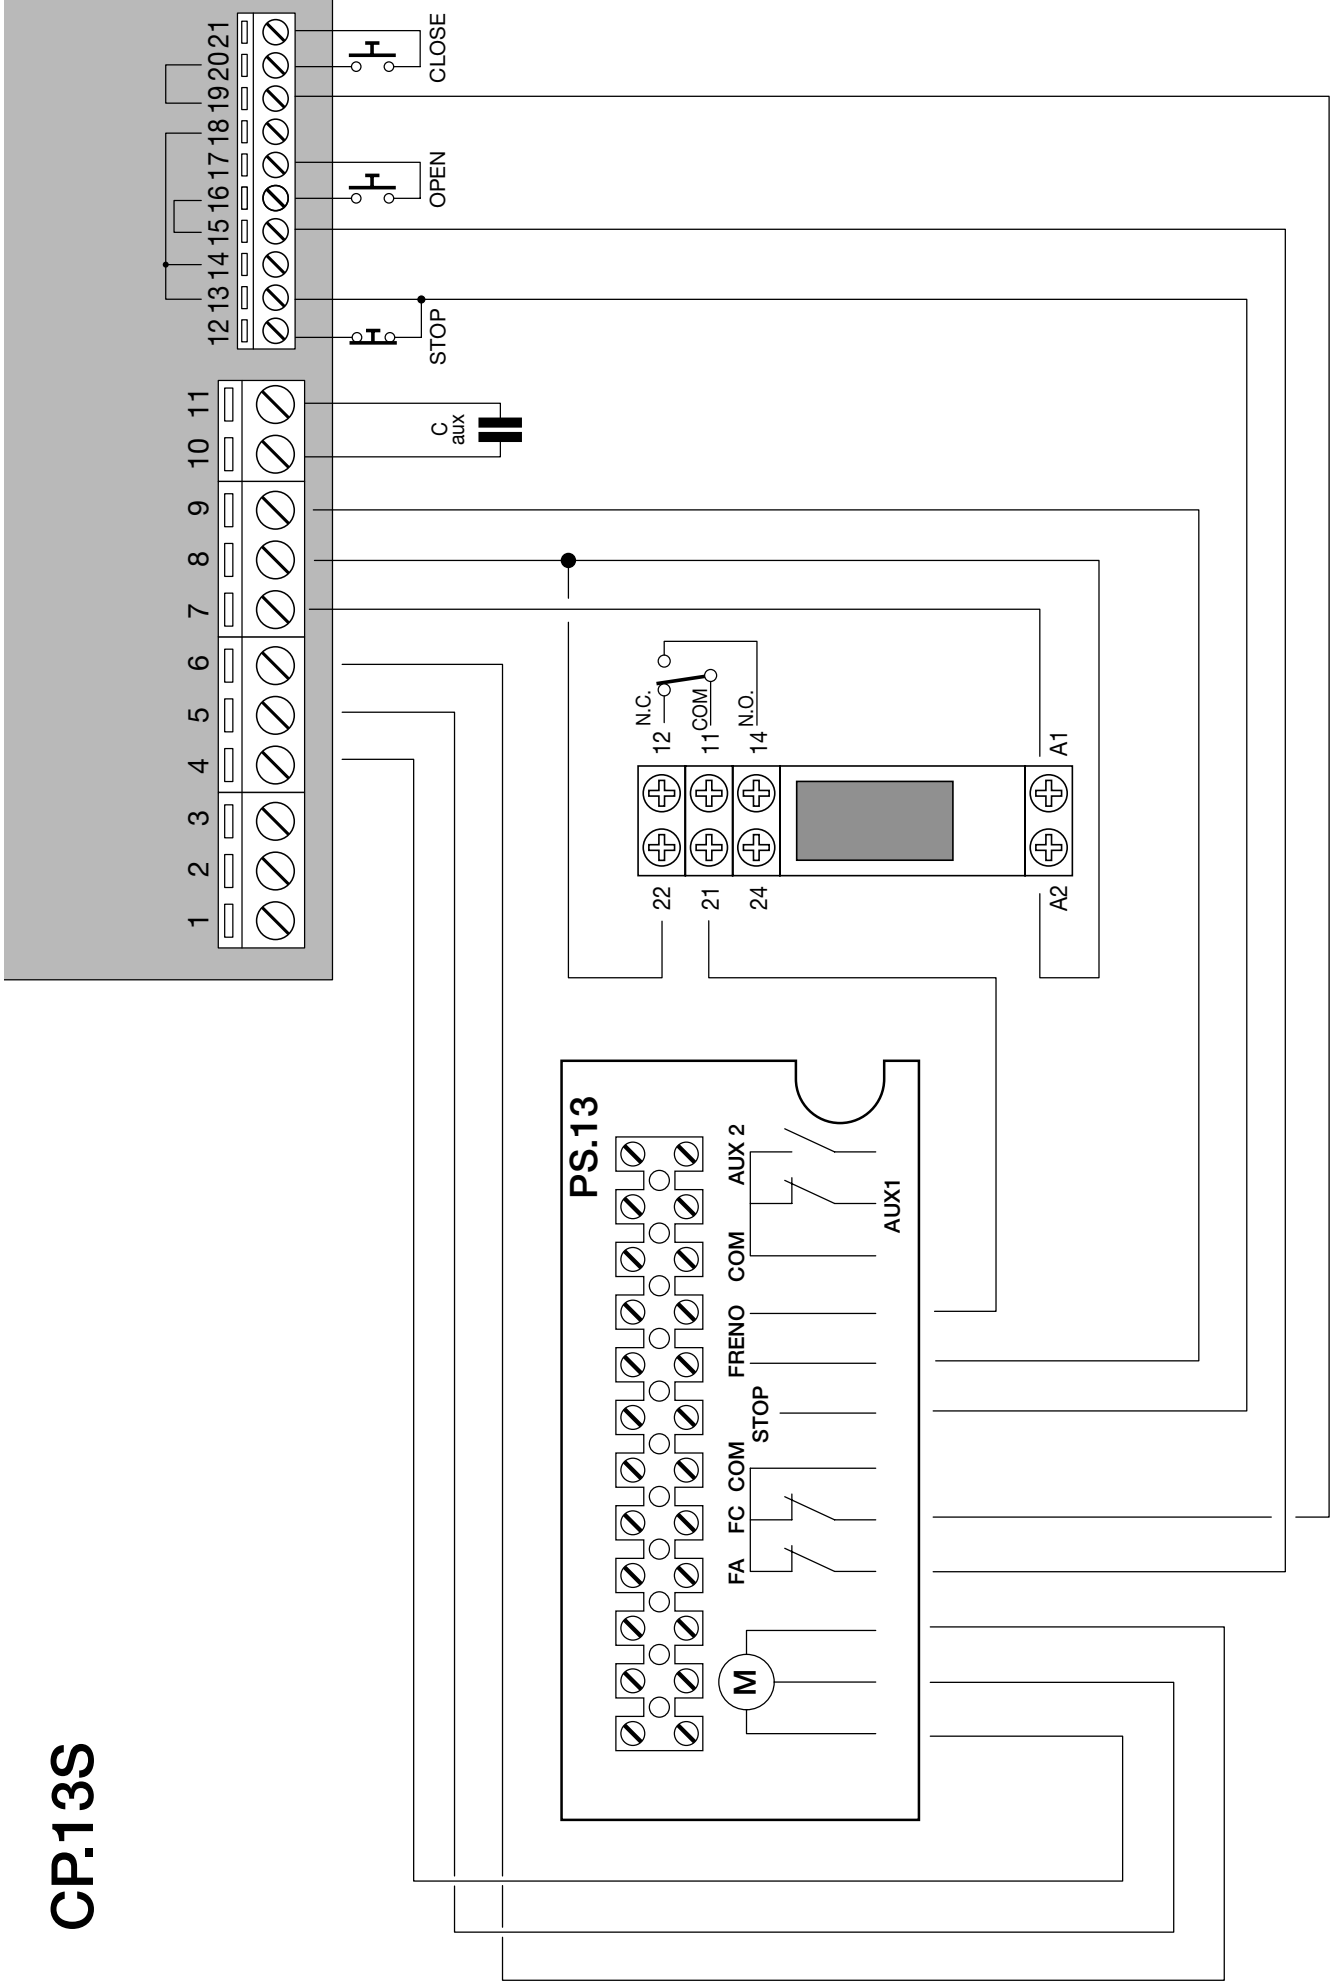 CP.13S
1 2 3 4 5 6 7 8 9 10 11 12 13 14 15 16 17 18 19 20 21
C
aux
STOP
OPEN
CLOSE
N.C.
COM
N.O.
12
11
14
22
21
24
A2
A1
PS.13
M
FA FC COM
STOP
FRENO
COM
AUX 2
AUX1